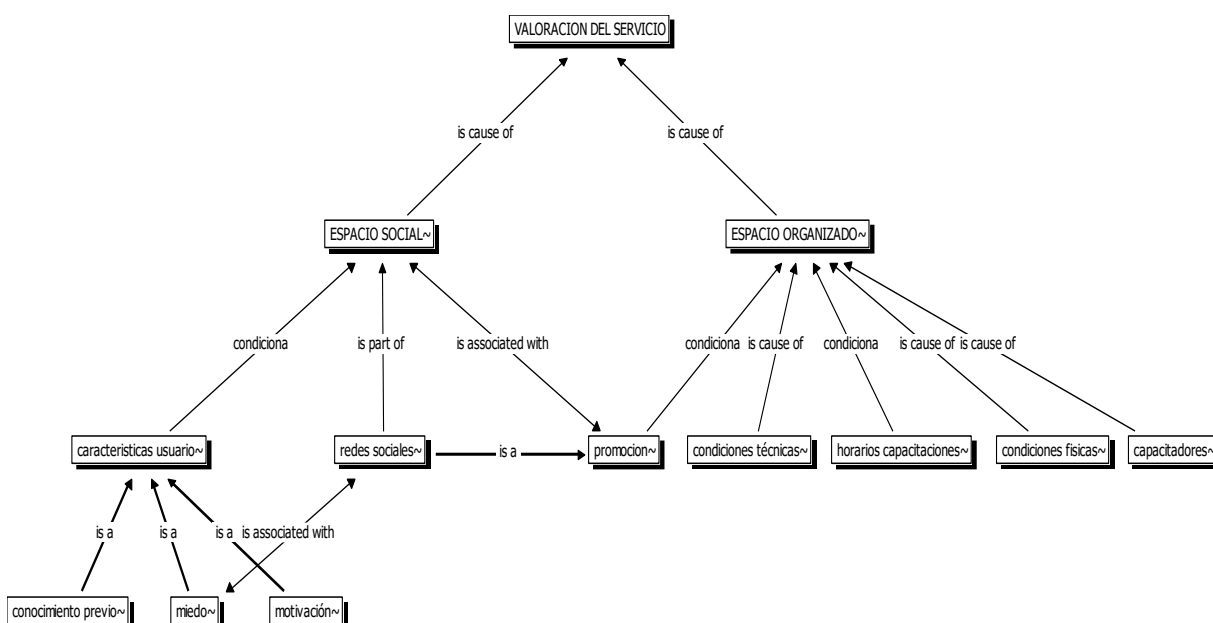 VALORACION DEL SERVICIO
is cause of
is cause of
ESPACIO SOCIAL~
ESPACIO ORGANIZADO~
condiciona
is part of
is associated with
condiciona
is cause of
condiciona
is cause of
is cause of
caracteristicas usuario~
redes sociales~
is a
promocion~
condiciones técnicas~
horarios capacitaciones~
condiciones fisicas~
capacitadores~
is a
is a
is a
is associated with
conocimiento previo~
miedo~
motivación~